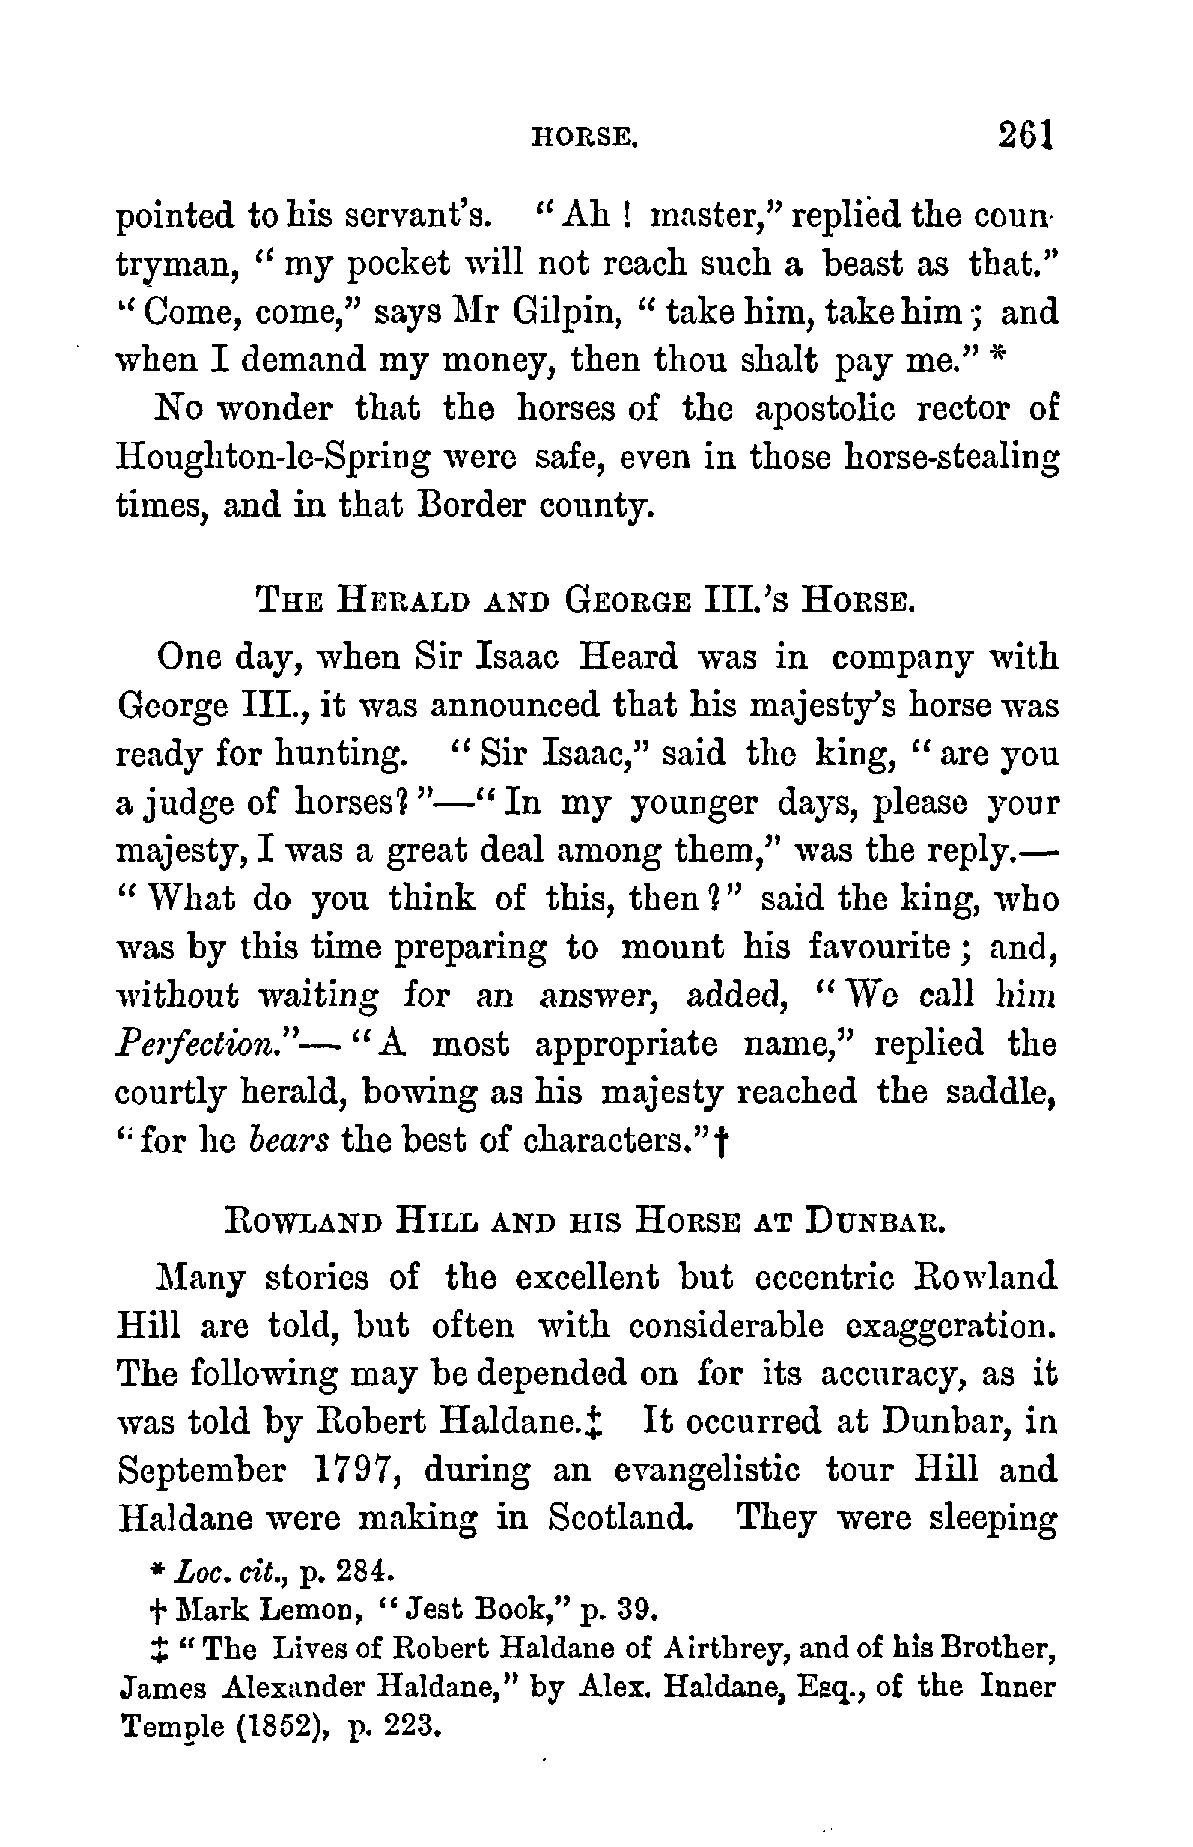 HORSE. 261
pointed to his servant's. "Ah! master," replied the coun-
tryman, "my pocket will not reach such a beast as that."
"Come, come," says Mr Gilpin, "take him, take him; and
when I demand my money, then thou shalt pay me." *
No wonder that the horses of the apostolic rector of
Houghton-le-Spring were safe, even in those horse-stealing
times, and in that Border county.
THE HERALD AND GEORGE III.'S HORSE.
One day, when Sir Isaac Heard was in company with
George III., it was announced that his majesty's horse was
ready for hunting. "Sir Isaac," said the king, "are you
a judge of horses?"—"In my younger days, please your
majesty, I was a great deal among them," was the reply.—
"What do you think of this, then?" said the king, who
was by this time preparing to mount his favourite; and,
without waiting for an answer, added, "We call him
Perfection."—"A most appropriate name," replied the
courtly herald, bowing as his majesty reached the saddle,
"for he bears the best of characters."†
ROWLAND HILL AND HIS HORSE AT DUNBAR.
Many stories of the excellent but eccentric Rowland
Hill are told, but often with considerable exaggeration.
The following may be depended on for its accuracy, as it
was told by Robert Haldane.‡ It occurred at Dunbar, in
September 1797, during an evangelistic tour Hill and
Haldane were making in Scotland. They were sleeping
* Loc. cit., p. 284.
† Mark Lemon, "Jest Book," p. 39.
‡ "The Lives of Robert Haldane of Airthrey, and of his Brother,
James Alexander Haldane," by Alex. Haldane, Esq., of the Inner
Temple (1852), p. 223.